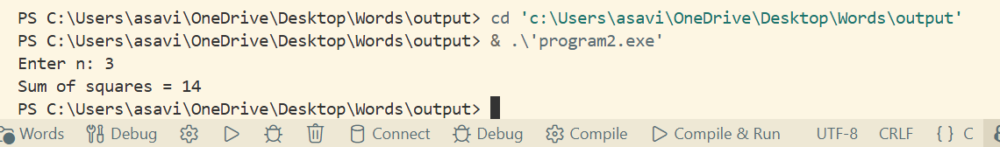 PS C:\Users\asavi\OneDrive\Desktop\Words\output> cd 'c:\Users\asavi\OneDrive\Desktop\Words\output'
PS C:\Users\asavi\OneDrive\Desktop\Words\output> & .\'program2.exe'
Enter n: 3
Sum of squares = 14
PS C:\Users\asavi\OneDrive\Desktop\Words\output>
Words Debug Connect Debug Compile Compile & Run UTF-8 CRLF { } C